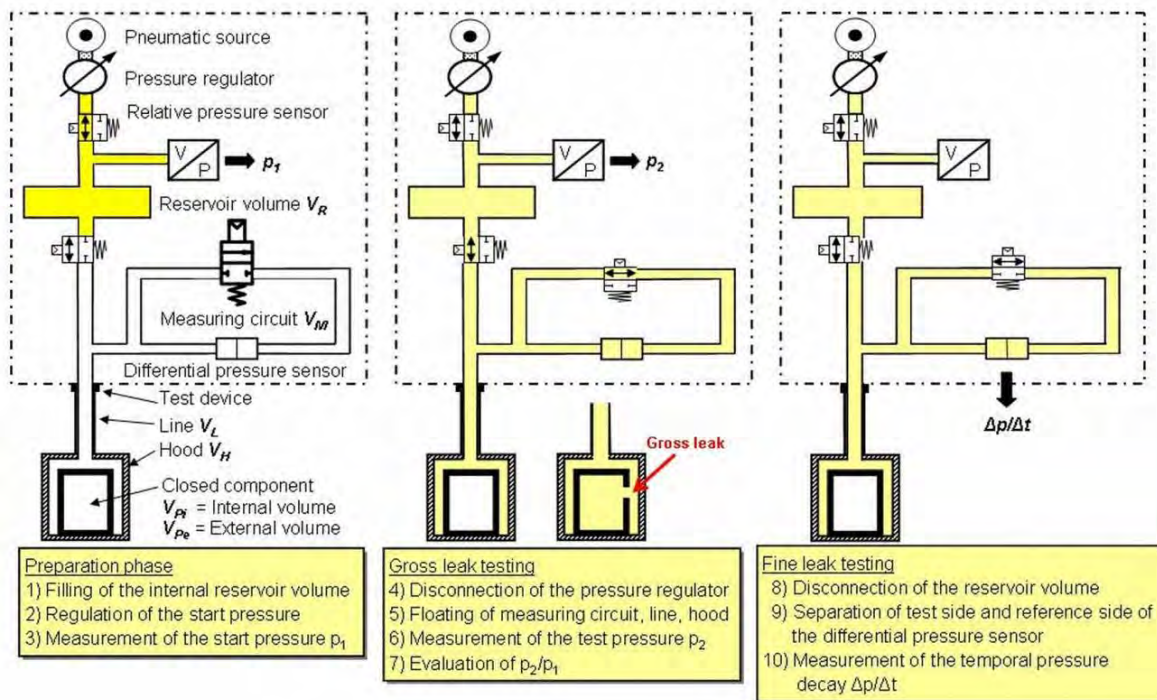 Pneumatic source
Pressure regulator
Relative pressure sensor
V
P
p1
Reservoir volume VR
Measuring circuit VM
Differential pressure sensor
Test device
Line VL
Hood VH
Closed component
VPi = Internal volume
VPe = External volume
Preparation phase
1) Filling of the internal reservoir volume
2) Regulation of the start pressure
3) Measurement of the start pressure p1
V
P
p2
Gross leak
Gross leak testing
4) Disconnection of the pressure regulator
5) Floating of measuring circuit, line, hood
6) Measurement of the test pressure p2
7) Evaluation of p2/p1
V
P
Δp/Δt
Fine leak testing
8) Disconnection of the reservoir volume
9) Separation of test side and reference side of
the differential pressure sensor
10) Measurement of the temporal pressure
decay Δp/Δt